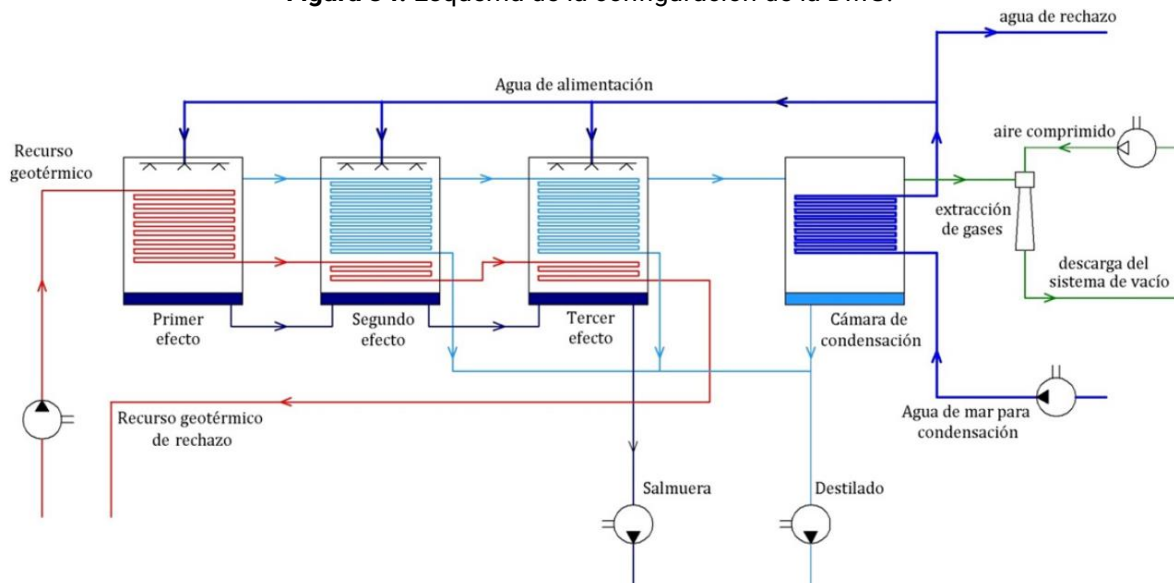 agua de rechazo
Agua de alimentación
aire comprimido
Recurso
geotérmico
extracción
de gases
descarga del
sistema de vacío
Primer
efecto
Segundo
efecto
Tercer
efecto
Cámara de
condensación
Recurso geotérmico
de rechazo
Agua de mar para
condensación
Salmuera
Destilado